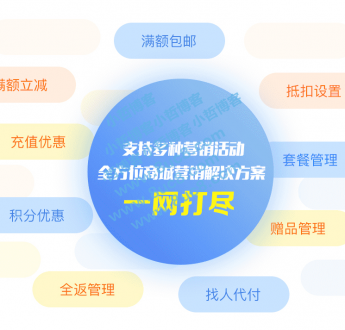 满额包邮
满额立减
抵扣设置
充值优惠
支持多种营销活动
全方位商城营销解决方案
一网打尽
套餐管理
积分优惠
赠品管理
全返管理
找人代付